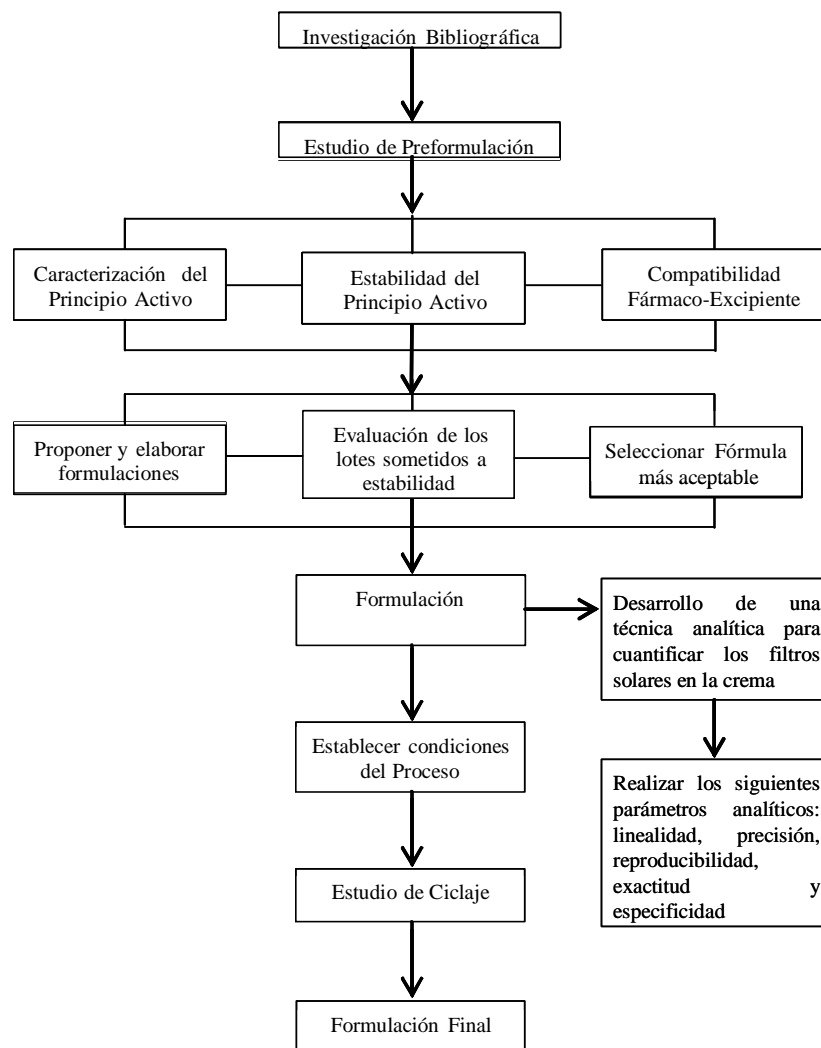 Investigación Bibliográfica
Estudio de Preformulación
Caracterización del
Principio Activo
Estabilidad del
Principio Activo
Compatibilidad
Fármaco-Excipiente
Proponer y elaborar
formulaciones
Evaluación de los
lotes sometidos a
estabilidad
Seleccionar Fórmula
más aceptable
Formulación
Desarrollo de una
técnica analítica para
cuantificar los filtros
solares en la crema
Establecer condiciones
del Proceso
Realizar los siguientes
parámetros analíticos:
linealidad, precisión,
reproducibilidad,
exactitud y
especificidad
Estudio de Ciclaje
Formulación Final